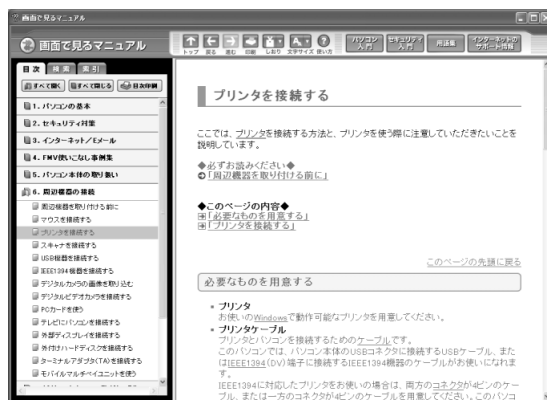 画面で見るマニュアル
画面で見るマニュアル
トップ 戻る 進む 印刷 しおり 文字サイズ 使い方
パソコン入門
セキュリティ入門
用語集
インターネットのサポート情報
目次 検索 索引
すべて開く すべて閉じる 目次印刷
1. パソコンの基本
2. セキュリティ対策
3. インターネット／Eメール
4. FMV使いこなし事例集
5. パソコン本体の取り扱い
6. 周辺機器の接続
周辺機器を取り付ける前に
マウスを接続する
プリンタを接続する
スキャナを接続する
USB機器を接続する
IEEE1394機器を接続する
デジタルカメラの画像を取り込む
デジタルビデオカメラを接続する
PCカードを使う
テレビにパソコンを接続する
外部ディスプレイを接続する
外付けハードディスクを接続する
ターミナルアダプタ(TA)を接続する
モバイルマルチベイユニットを使う
プリンタを接続する
ここでは、プリンタを接続する方法と、プリンタを使う際に注意していただきたいことを
説明しています。
◆必ずお読みください◆
「周辺機器を取り付ける前に」
◆このページの内容◆
「必要なものを用意する」
「プリンタを接続する」
このページの先頭に戻る
必要なものを用意する
・プリンタ
お使いのWindowsで動作可能なプリンタを用意してください。
・プリンタケーブル
プリンタとパソコンを接続するためのケーブルです。
このパソコンでは、パソコン本体のUSBコネクタに接続するUSBケーブル、また
はIEEE1394(DV)端子に接続するIEEE1394機器のケーブルがお使いになれま
す。
IEEE1394に対応したプリンタをお使いの場合は、両方のコネクタが4ピンのケー
ブル、または一方のコネクタが4ピンのケーブルを使用してください。このパソコ